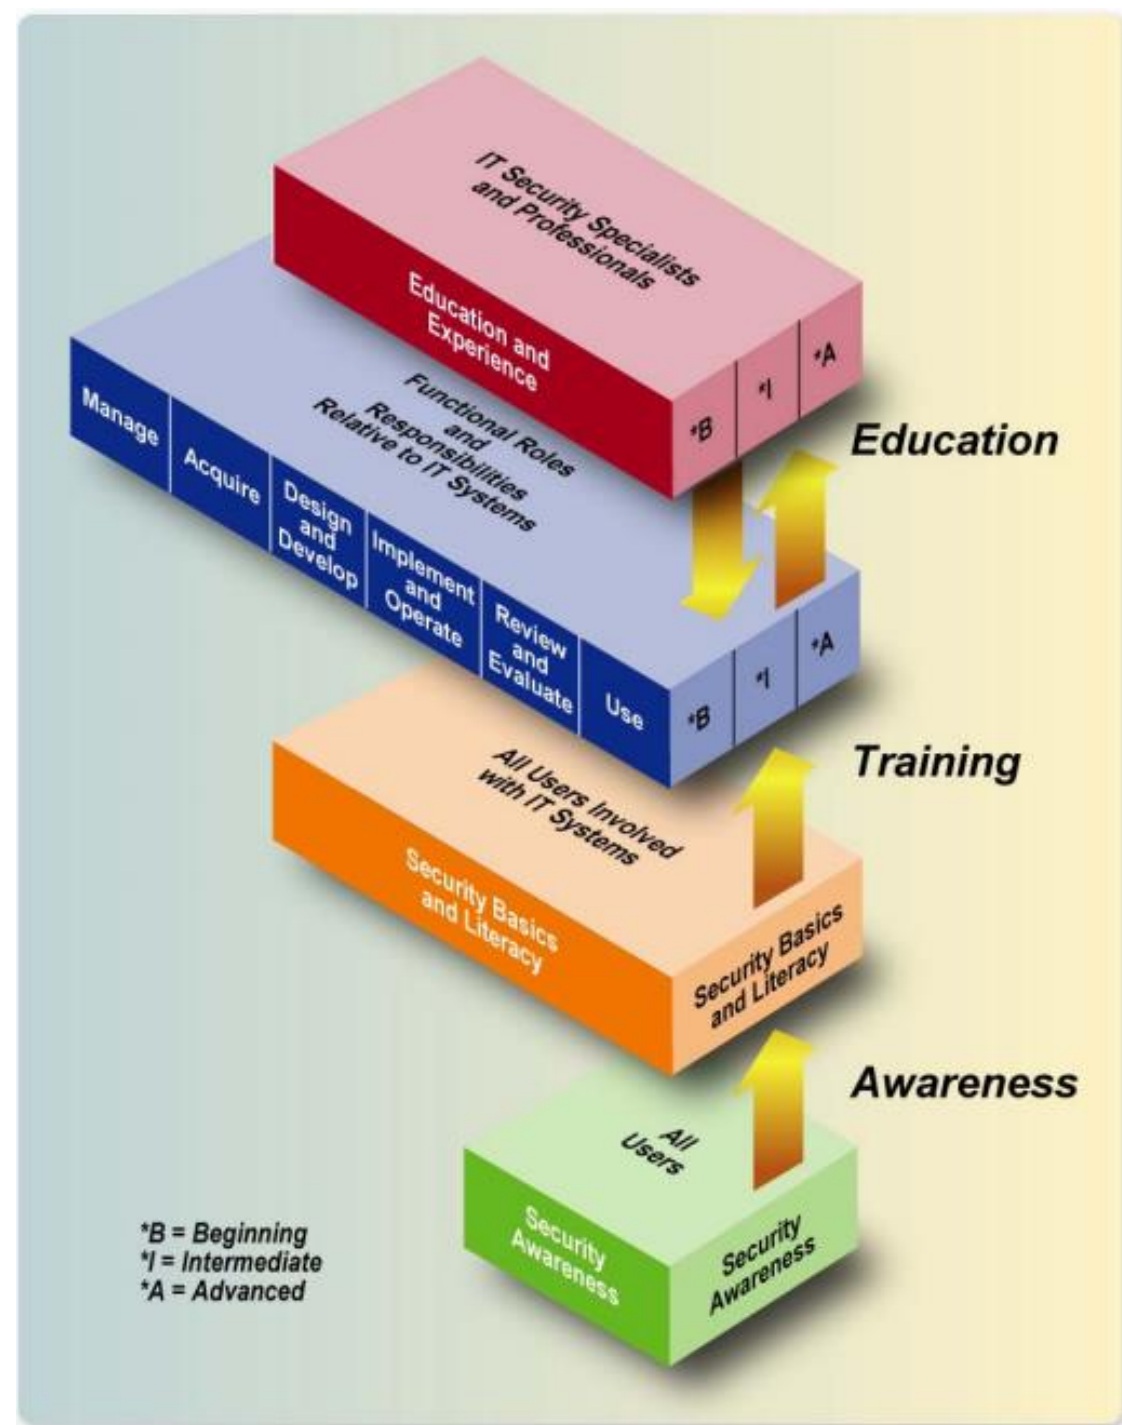 IT Security Specialists
and Professionals
Education and
Experience
*B
*I
*A
Education
Functional Roles
and
Responsibilities
Relative to IT Systems
Manage
Acquire
Design
and
Develop
Implement
and
Operate
Review
and
Evaluate
Use
*B
*I
*A
Training
All Users Involved
with IT Systems
Security Basics
and Literacy
Security Basics
and Literacy
Awareness
All
Users
Security
Awareness
Security
Awareness
*B = Beginning
*I = Intermediate
*A = Advanced